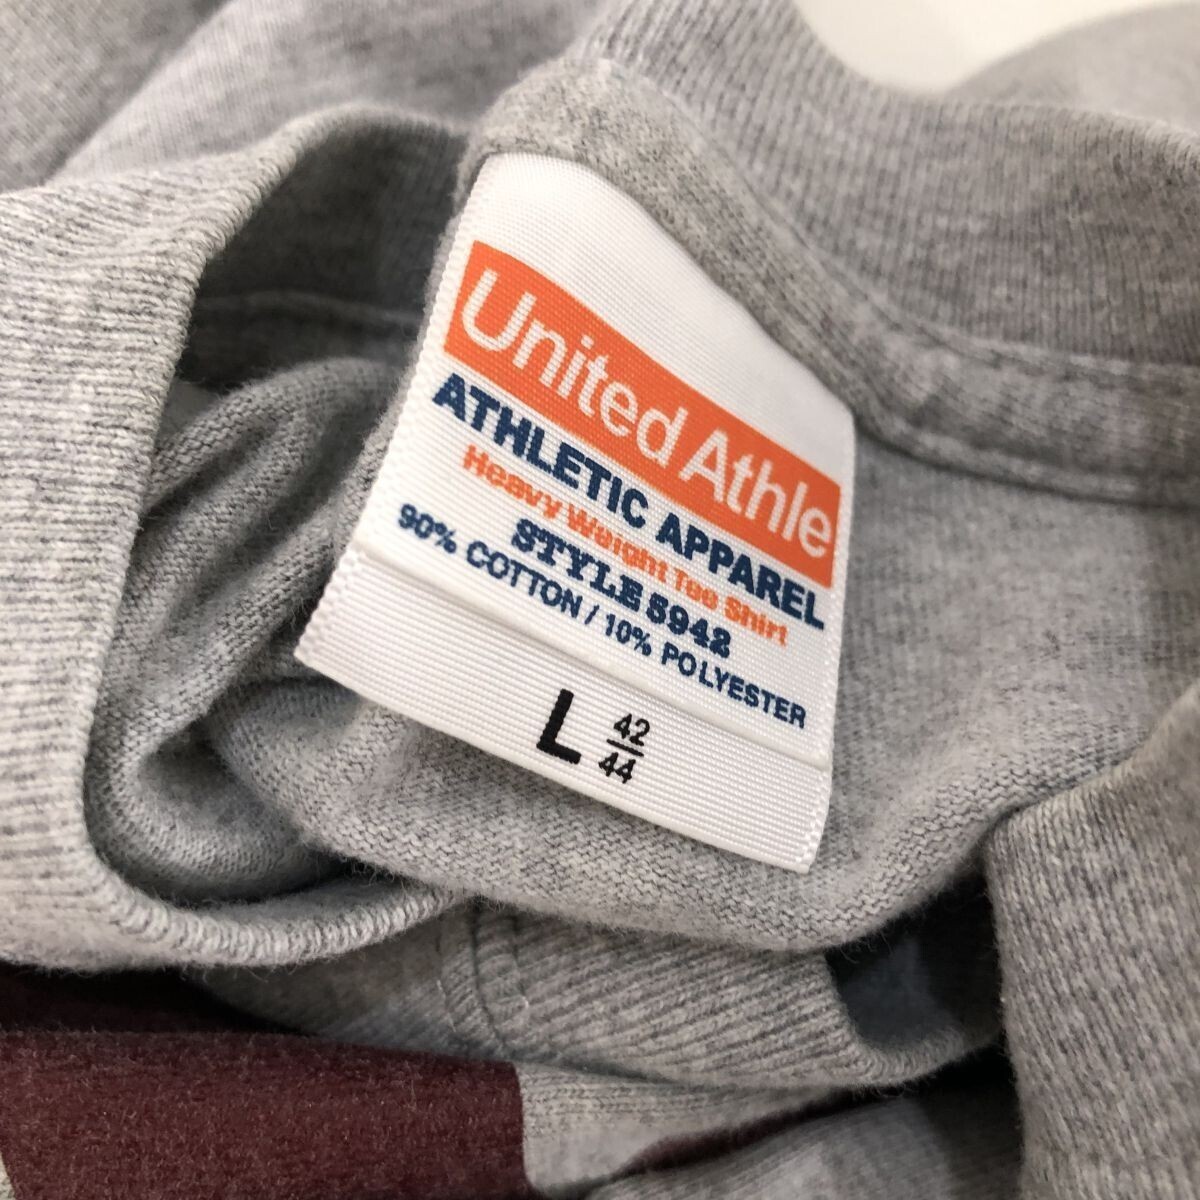 United Athle
ATHLETIC APPAREL
Heavy Weight Tee Shirt
STYLE 5942
90% COTTON / 10% POLYESTER
L 42/44